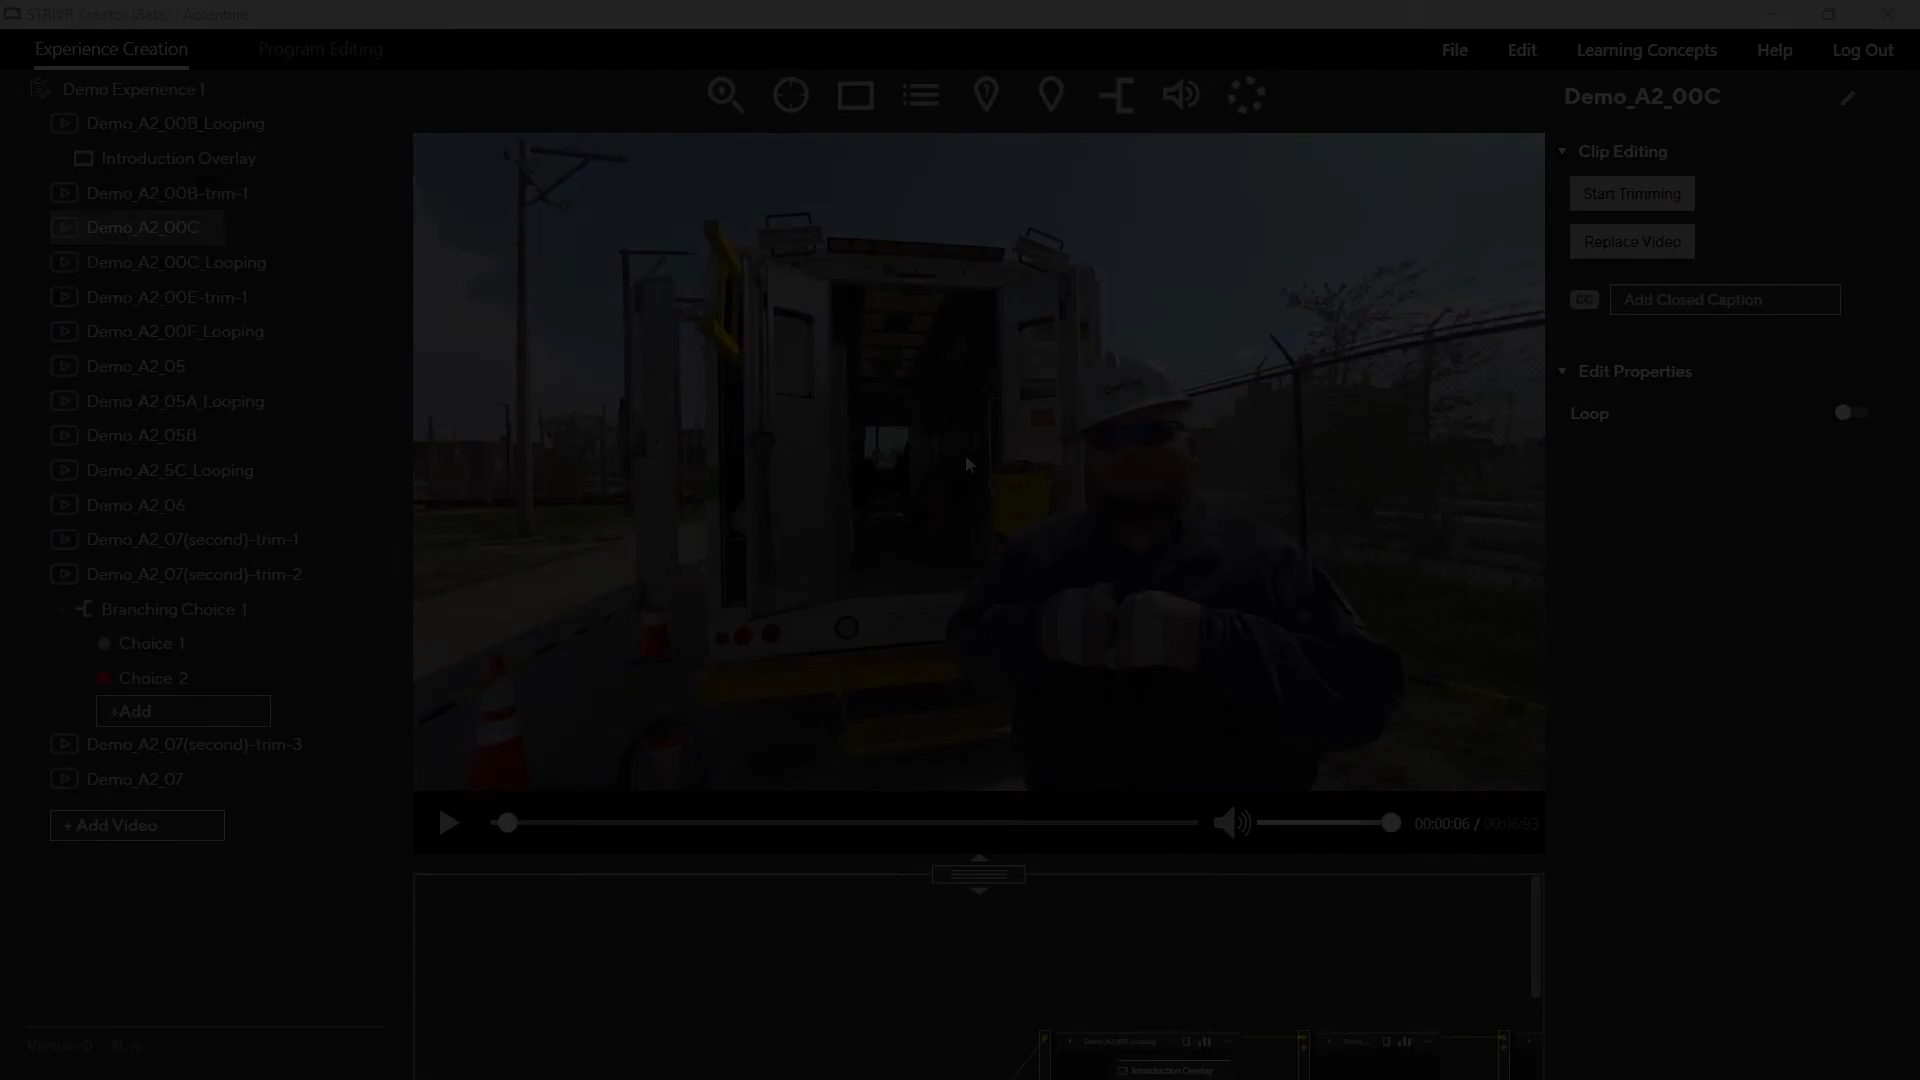 STRIVR Creator (Beta) | Accenture
Experience Creation
Program Editing
File
Edit
Learning Concepts
Help
Log Out
Demo Experience 1
Demo_A2_00B_Looping
Introduction Overlay
Demo_A2_00B-trim-1
Demo_A2_00C
Demo_A2_00C_Looping
Demo_A2_00E-trim-1
Demo_A2_00F_Looping
Demo_A2_05
Demo_A2_05A_Looping
Demo_A2_05B
Demo_A2_5C_Looping
Demo_A2_06
Demo_A2_07(second)-trim-1
Demo_A2_07(second)-trim-2
Branching Choice 1
Choice 1
Choice 2
+Add
Demo_A2_07(second)-trim-3
Demo_A2_07
+ Add Video
00:00:06 / 00:06:93
Demo_A2_00C
Clip Editing
Start Trimming
Replace Video
CC
Add Closed Caption
Edit Properties
Loop
Demo_A2_00B_Looping
Introduction Overlay